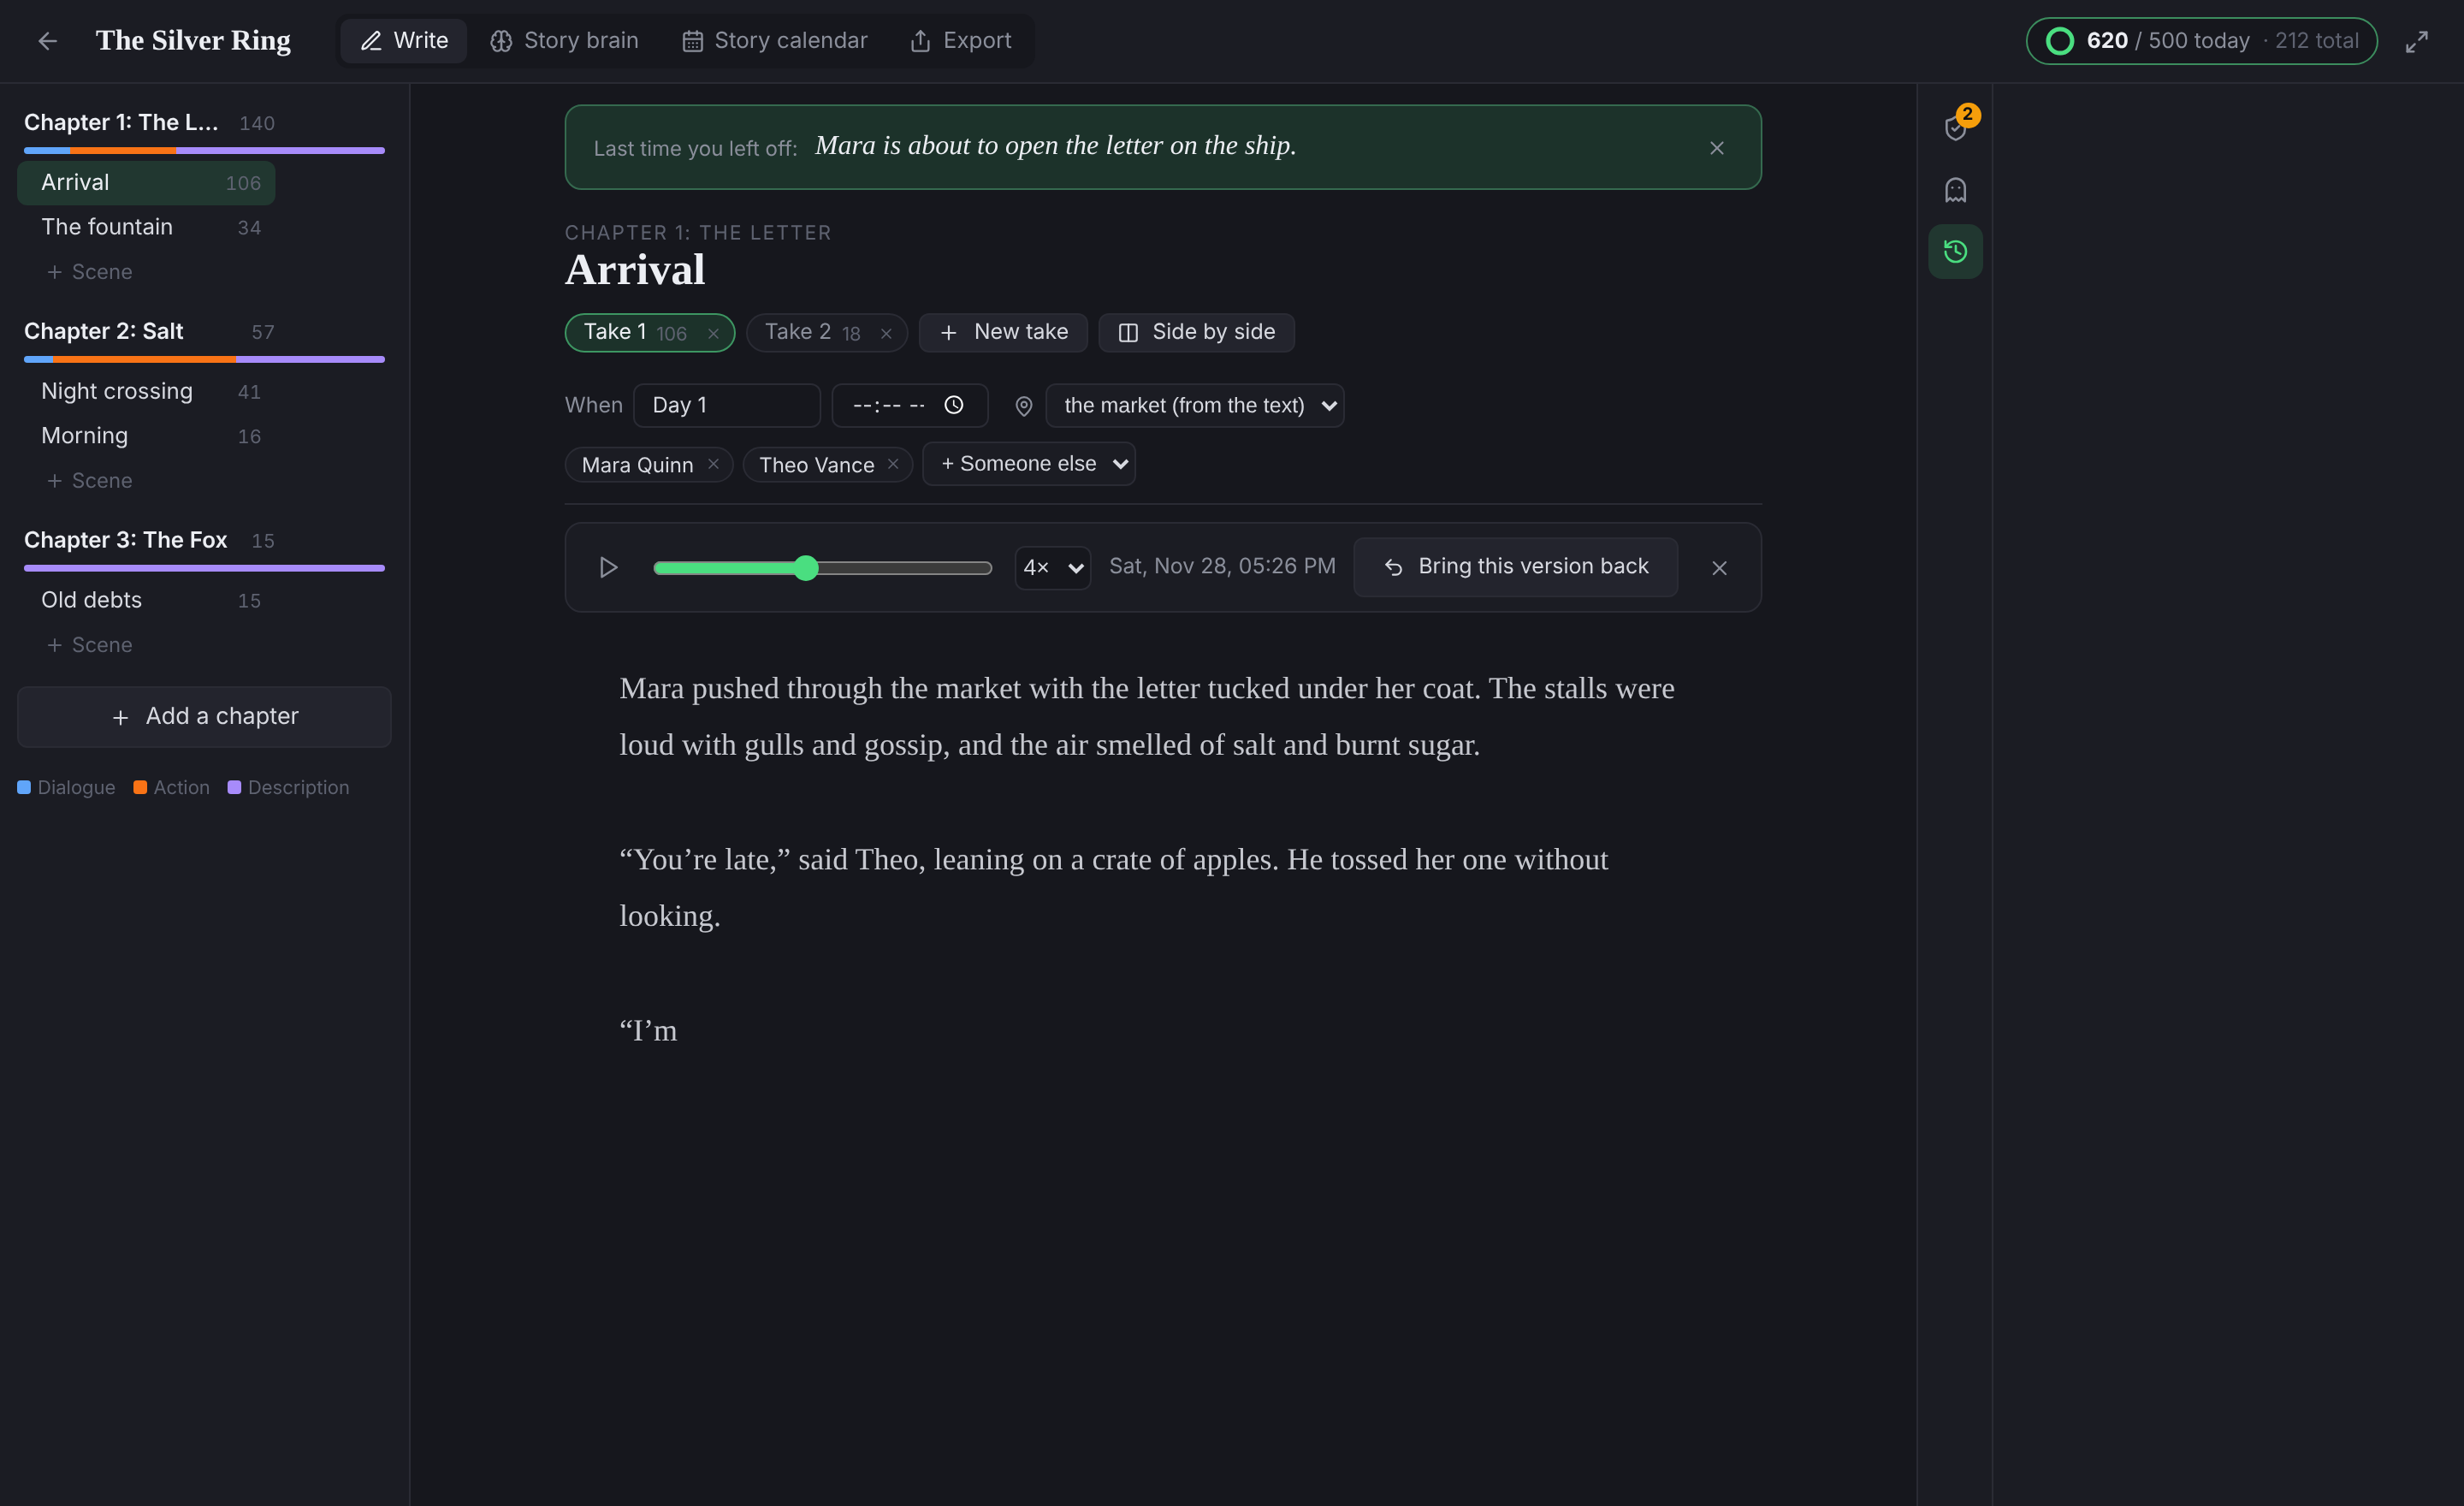 The Silver Ring
Write
Story brain
Story calendar
Export
620 / 500 today · 212 total
Chapter 1: The L... 140
Arrival 106
The fountain 34
+ Scene
Chapter 2: Salt 57
Night crossing 41
Morning 16
+ Scene
Chapter 3: The Fox 15
Old debts 15
+ Scene
+ Add a chapter
Dialogue Action Description
Last time you left off: Mara is about to open the letter on the ship.
CHAPTER 1: THE LETTER
Arrival
Take 1 106 ×
Take 2 18 ×
+ New take
Side by side
When Day 1 --:-- -- the market (from the text)
Mara Quinn × Theo Vance × + Someone else
4× Sat, Nov 28, 05:26 PM Bring this version back
Mara pushed through the market with the letter tucked under her coat. The stalls were
loud with gulls and gossip, and the air smelled of salt and burnt sugar.
“You’re late,” said Theo, leaning on a crate of apples. He tossed her one without
looking.
“I’m
2